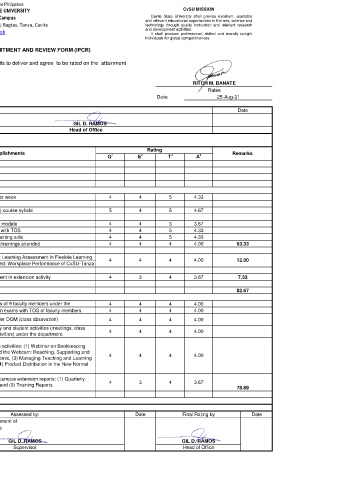 Philippines
UNIVERSITY
Campus
, Bagtas, Tanza, Cavite
CvSU MISSION
Cavite State University shall provide excellent, equitable
and relevant educational opportunities in the arts, science and
technology through quality instruction and relevant research
and development activities.
It shall produce professional, skilled and morally upright
individuals for global competitiveness.
MITMENT AND REVIEW FORM (IPCR)
its to deliver and agree to be rated on the attainment
RITCH M. BANATE
Ratee
Date: 25-Aug-21
Date
GIL D. RAMOS
Head of Office
plishments
Rating
Remarks
Q1 E2 T3 A4
er week 4 4 5 4.33
) course syllabi 5 4 5 4.67
module 4 4 3 3.67
with TOS 4 4 5 4.33
ching aids 4 4 5 4.33
trainings attended 4 4 4 4.00 63.33
Learning Assessment in Flexible Learning
ed: Workplace Performance of CvSU-Tanza
4 4 4 4.00 12.00
ent in extension activity 4 3 4 3.67 7.33
82.67
s of 9 faculty members under the 4 4 4 4.00
n exams with TOS of faculty members 4 4 4 4.00
der OOM (class observation) 4 4 4 4.00
y and student activities (meetings, class
tivities) under the department.
4 4 4 4.00
activities: (1) Webinar on Bookkeeping
d the Webcam: Reaching, Supporting and
emic, (3) Managing Teaching and Learning
4) Product Distribution in the New Normal
4 4 4 4.00
campus extension reports: (1) Quarterly
and (3) Training Reports
4 3 4 3.67
78.89
Assessed by: Date Final Rating by Date
ment of
GIL D. RAMOS
Supervisor
GIL D. RAMOS
Head of Office